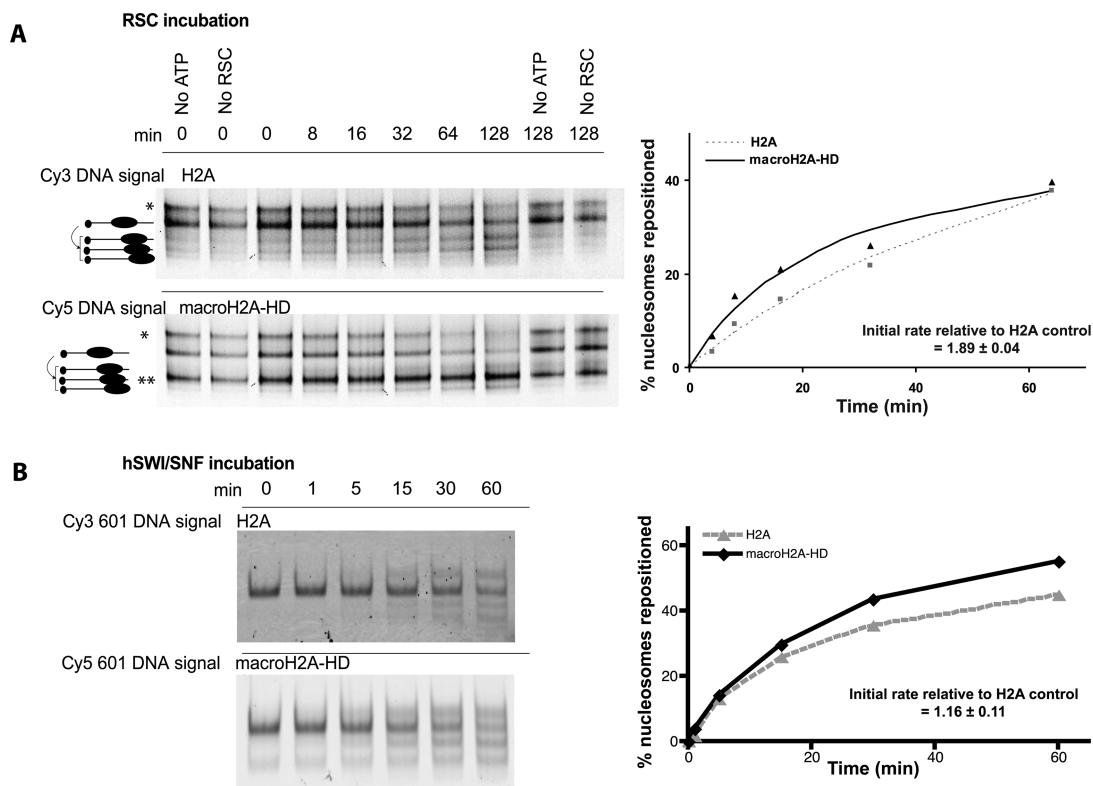 A
RSC incubation
No ATP
No RSC
No ATP
No RSC
min 0 0 0 8 16 32 64 128 128 128
Cy3 DNA signal H2A
*
Cy5 DNA signal macroH2A-HD
*
**
% nucleosomes repositioned
H2A
macroH2A-HD
40
20
0
Initial rate relative to H2A control
= 1.89 ± 0.04
0 20 40 60
Time (min)
B
hSWI/SNF incubation
min 0 1 5 15 30 60
Cy3 601 DNA signal H2A
Cy5 601 DNA signal macroH2A-HD
% nucleosomes repositioned
H2A
macroH2A-HD
60
40
20
0
Initial rate relative to H2A control
= 1.16 ± 0.11
0 20 40 60
Time (min)